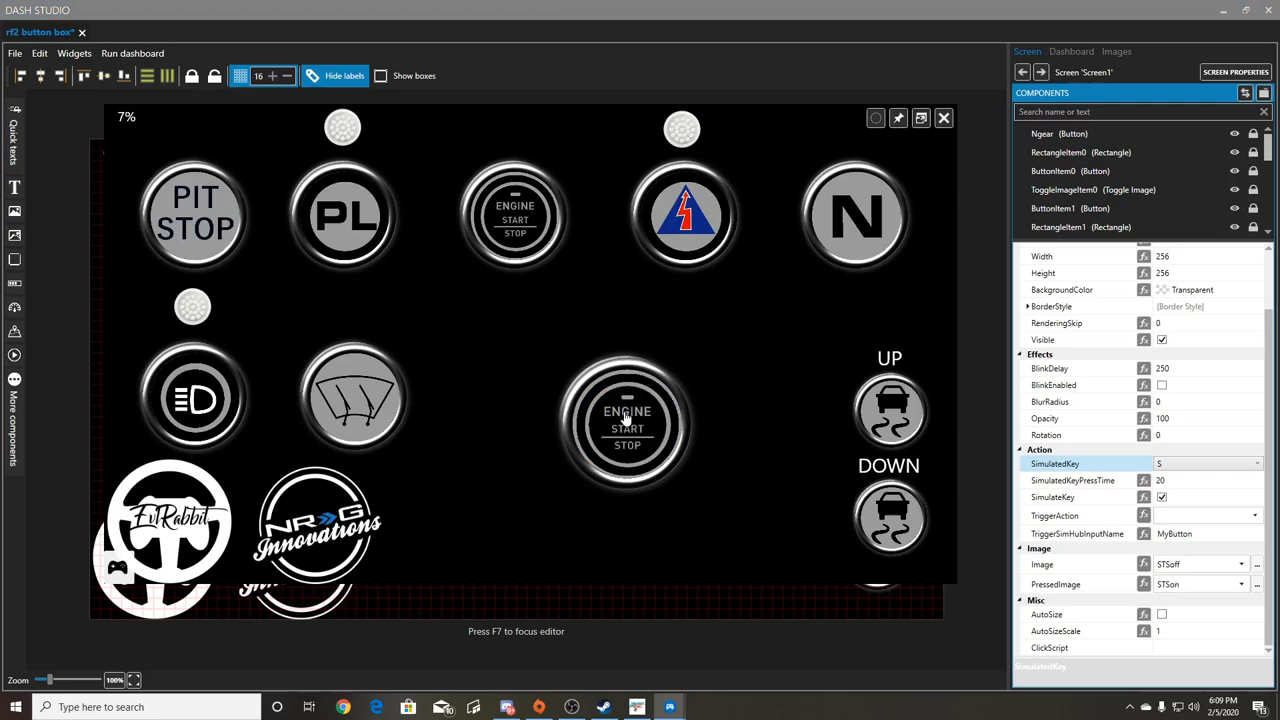 DASH STUDIO
rf2 button box*
File Edit Widgets Run dashboard
16 Hide labels Show boxes
Quick texts
More components
7%
PIT
STOP
PL
ENGINE
START
STOP
N
ENGINE
START
STOP
UP
DOWN
EvlRabbit
NRG
Innovations
Press F7 to focus editor
Zoom 100%
Screen Dashboard Images
Screen 'Screen1' SCREEN PROPERTIES
COMPONENTS
Search name or text
Ngear (Button)
RectangleItem0 (Rectangle)
ButtonItem0 (Button)
ToggleImageItem0 (Toggle Image)
ButtonItem1 (Button)
RectangleItem1 (Rectangle)
Width 256
Height 256
BackgroundColor Transparent
BorderStyle (Border Style)
RenderingSkip 0
Visible
Effects
BlinkDelay 250
BlinkEnabled
BlurRadius 0
Opacity 100
Rotation 0
Action
SimulatedKey S
SimulatedKeyPressTime 20
SimulateKey
TriggerAction
TriggerSimHubInputName MyButton
Image
Image STSoff
PressedImage STSon
Misc
AutoSize
AutoSizeScale 1
ClickScript
SimulatedKey
Type here to search
6:09 PM
2/5/2020